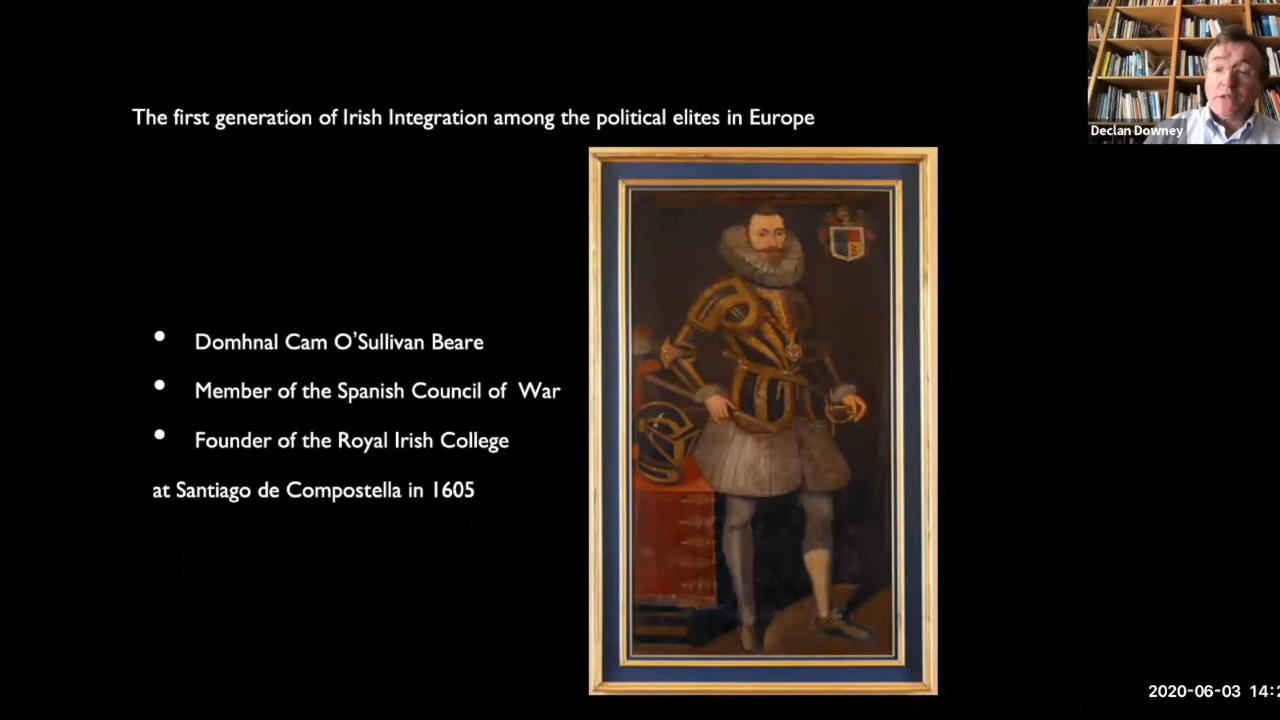 Declan Downey
The first generation of Irish Integration among the political elites in Europe
• Domhnal Cam O'Sullivan Beare
• Member of the Spanish Council of War
• Founder of the Royal Irish College
at Santiago de Compostella in 1605
2020-06-03 14:2